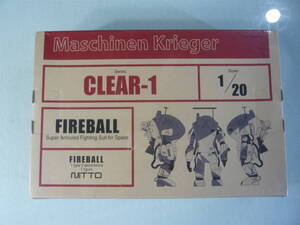 Maschinen Krieger
Series
CLEAR-1
Scale
1/20
FIREBALL
Super Armored Fighting Suit for Space
FIREBALL
NITTO